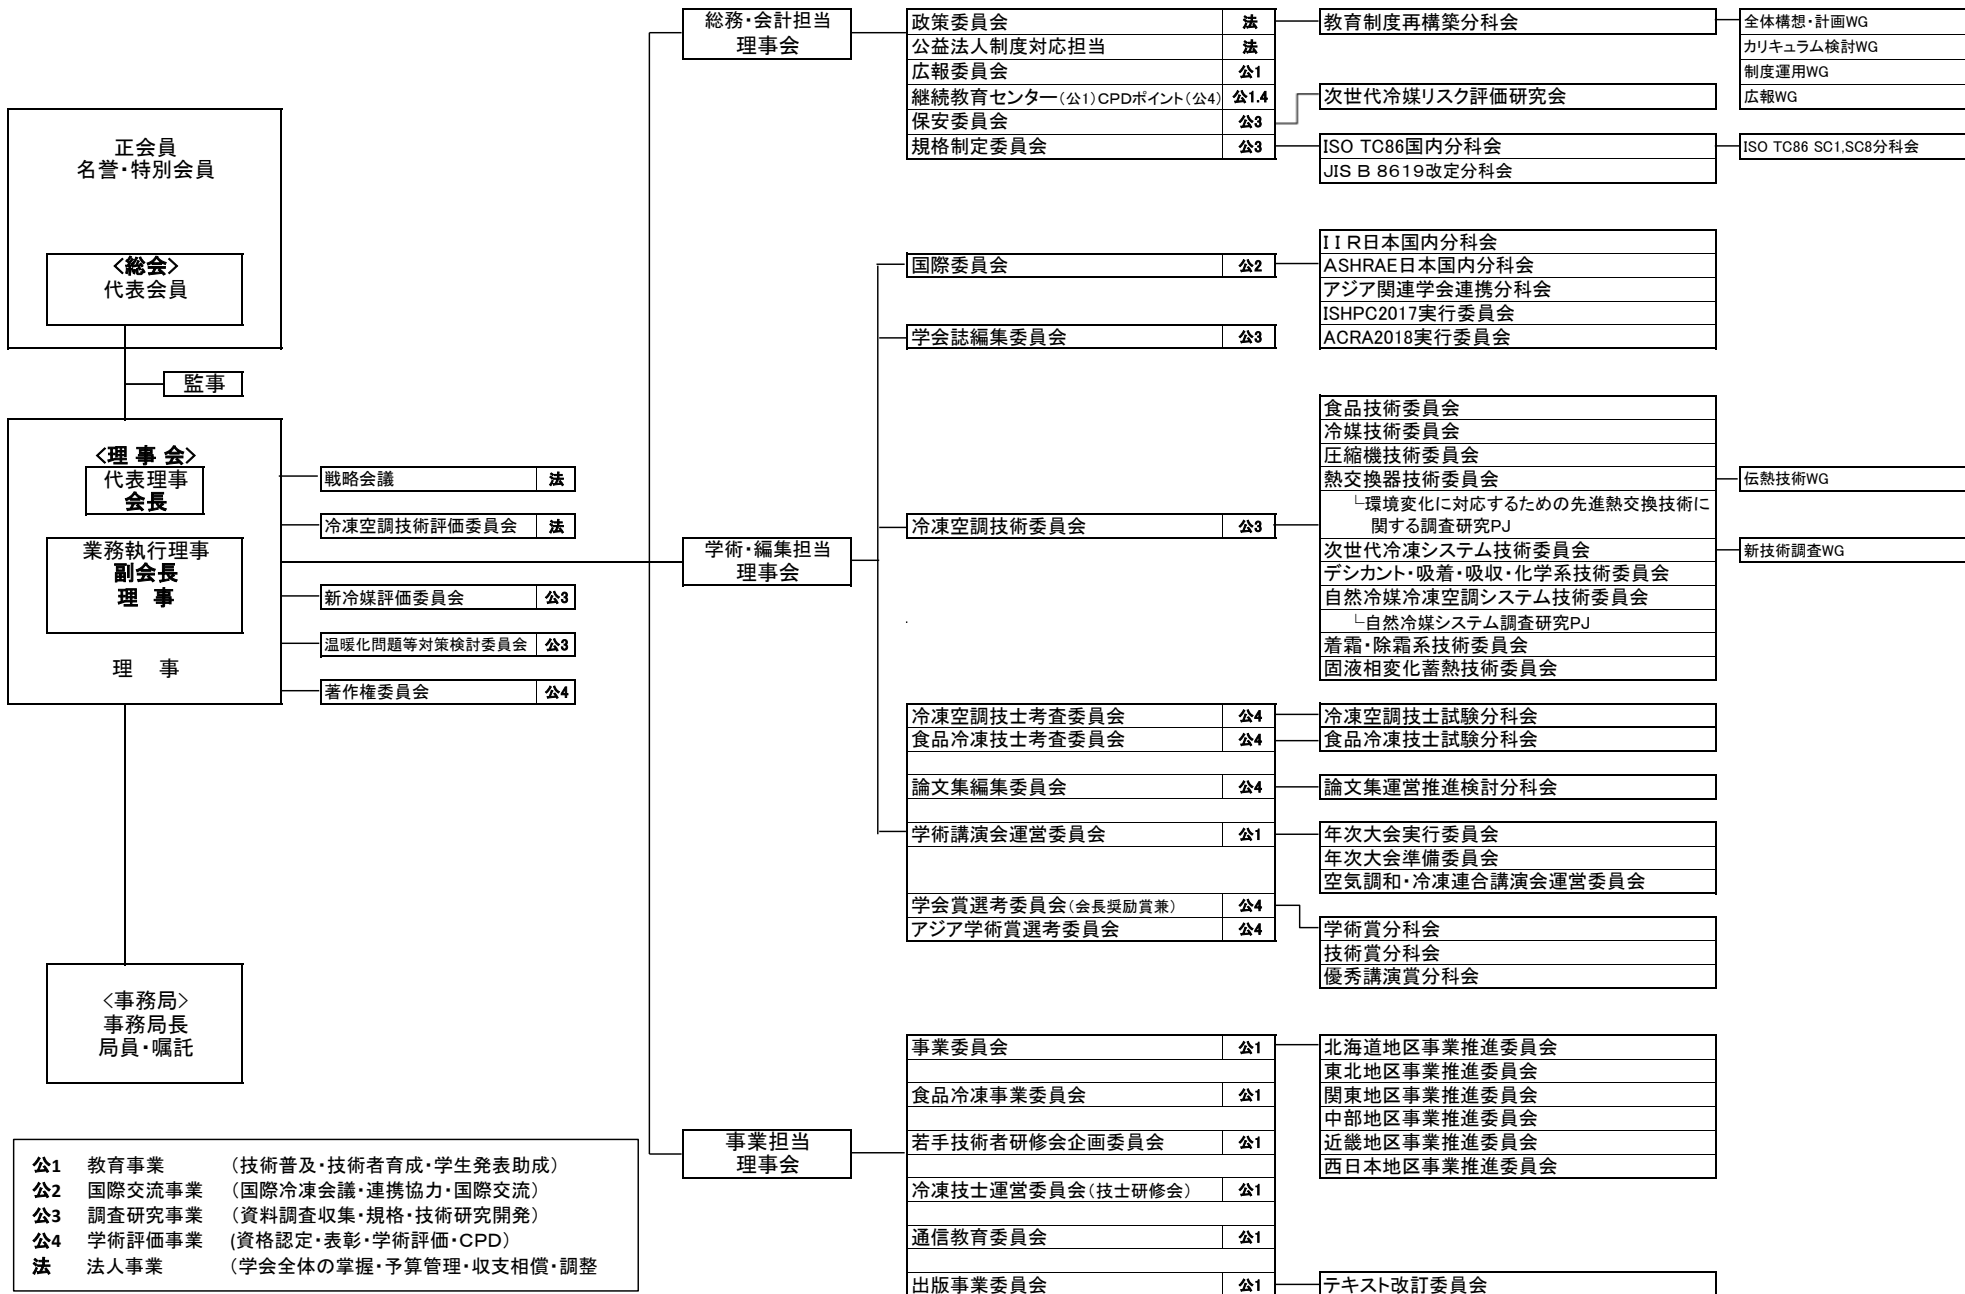 正会員
名誉・特別会員
<総会>
代表会員
監事
<理 事 会>
代表理事
会長
業務執行理事
副会長
理 事
理 事
<事務局>
事務局長
局員・嘱託
戦略会議 法
冷凍空調技術評価委員会 法
新冷媒評価委員会 公3
温暖化問題等対策検討委員会 公3
著作権委員会 公4
総務・会計担当
理事会
政策委員会 法
公益法人制度対応担当 法
広報委員会 公1
継続教育センター(公1)CPDポイント(公4) 公1.4
保安委員会 公3
規格制定委員会 公3
教育制度再構築分科会
次世代冷媒リスク評価研究会
ISO TC86国内分科会
JIS B 8619改定分科会
全体構想・計画WG
カリキュラム検討WG
制度運用WG
広報WG
ISO TC86 SC1,SC8分科会
学術・編集担当
理事会
国際委員会 公2
学会誌編集委員会 公3
冷凍空調技術委員会 公3
冷凍空調技士考査委員会 公4
食品冷凍技士考査委員会 公4
論文集編集委員会 公4
学術講演会運営委員会 公1
学会賞選考委員会(会長奨励賞兼) 公4
アジア学術賞選考委員会 公4
IIR日本国内分科会
ASHRAE日本国内分科会
アジア関連学会連携分科会
ISHPC2017実行委員会
ACRA2018実行委員会
食品技術委員会
冷媒技術委員会
圧縮機技術委員会
熱交換器技術委員会
└環境変化に対応するための先進熱交換技術に
関する調査研究PJ
次世代冷凍システム技術委員会
デシカント・吸着・吸収・化学系技術委員会
自然冷媒冷凍空調システム技術委員会
└自然冷媒システム調査研究PJ
着霜・除霜系技術委員会
固液相変化蓄熱技術委員会
伝熱技術WG
新技術調査WG
冷凍空調技士試験分科会
食品冷凍技士試験分科会
論文集運営推進検討分科会
年次大会実行委員会
年次大会準備委員会
空気調和・冷凍連合講演会運営委員会
学術賞分科会
技術賞分科会
優秀講演賞分科会
事業担当
理事会
事業委員会 公1
食品冷凍事業委員会 公1
若手技術者研修会企画委員会 公1
冷凍技士運営委員会(技士研修会) 公1
通信教育委員会 公1
出版事業委員会 公1
北海道地区事業推進委員会
東北地区事業推進委員会
関東地区事業推進委員会
中部地区事業推進委員会
近畿地区事業推進委員会
西日本地区事業推進委員会
テキスト改訂委員会
公1 教育事業 (技術普及・技術者育成・学生発表助成)
公2 国際交流事業 (国際冷凍会議・連携協力・国際交流)
公3 調査研究事業 (資料調査収集・規格・技術研究開発)
公4 学術評価事業 (資格認定・表彰・学術評価・CPD)
法 法人事業 (学会全体の掌握・予算管理・収支相償・調整